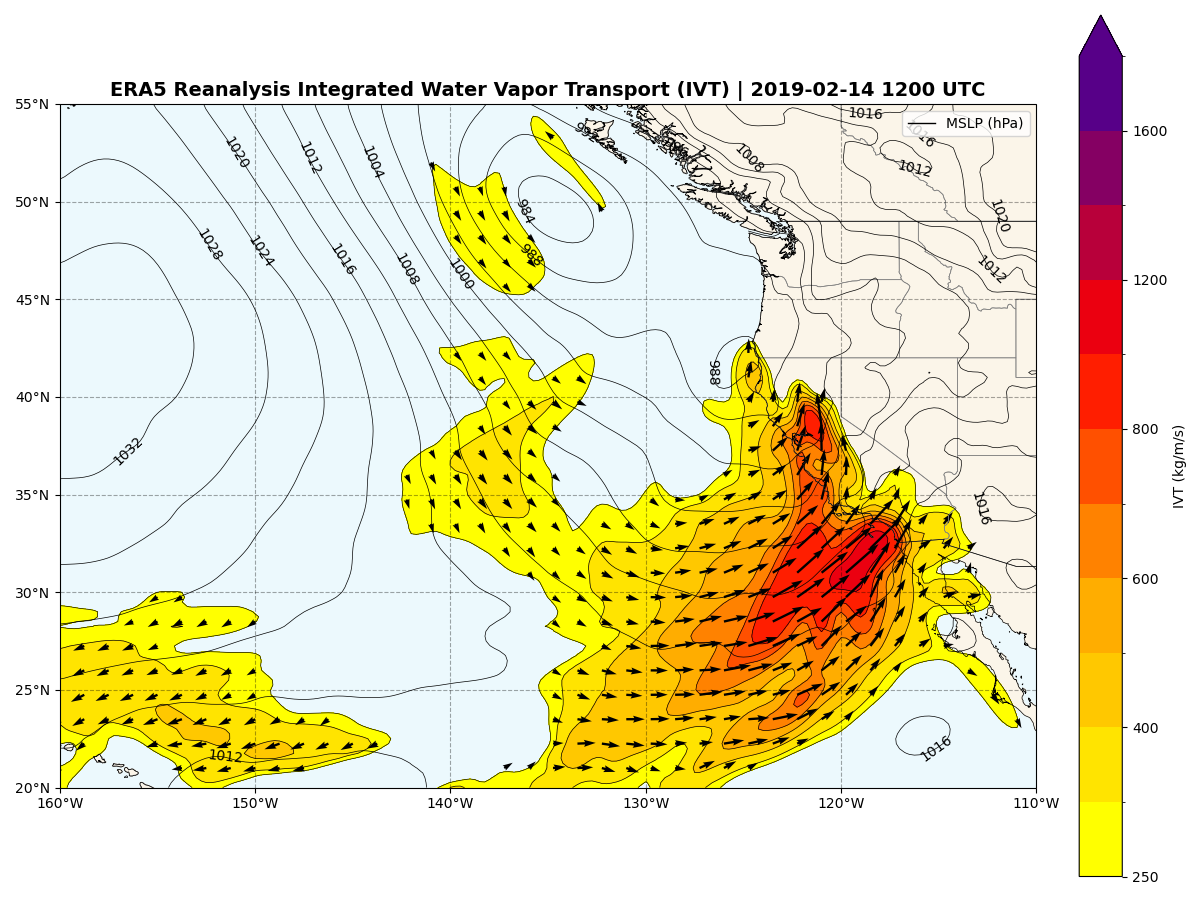 ERA5 Reanalysis Integrated Water Vapor Transport (IVT) | 2019-02-14 1200 UTC
MSLP (hPa)
55°N
50°N
45°N
40°N
35°N
30°N
25°N
20°N
160°W
150°W
140°W
130°W
120°W
110°W
1020
1012
1004
992
1008
1016
1016
1012
1020
1012
1028
1024
1016
1008
1000
984
988
988
1032
1016
1012
1016
1600
1200
800
600
400
250
IVT (kg/m/s)